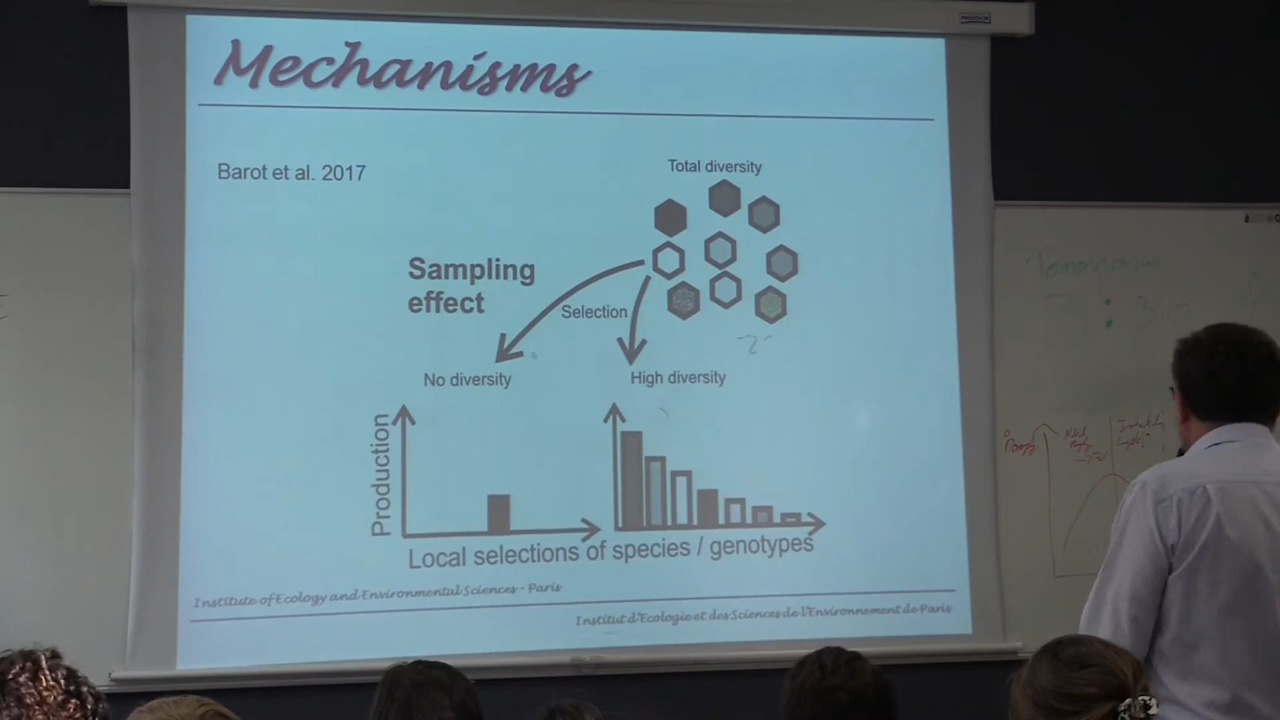 Mechanisms
Barot et al. 2017
Total diversity
Sampling
effect
Selection
No diversity
High diversity
Production
Local selections of species / genotypes
Institute of Ecology and Environmental Sciences - Paris
Institut d'Ecologie et des Sciences de l'Environnement de Paris